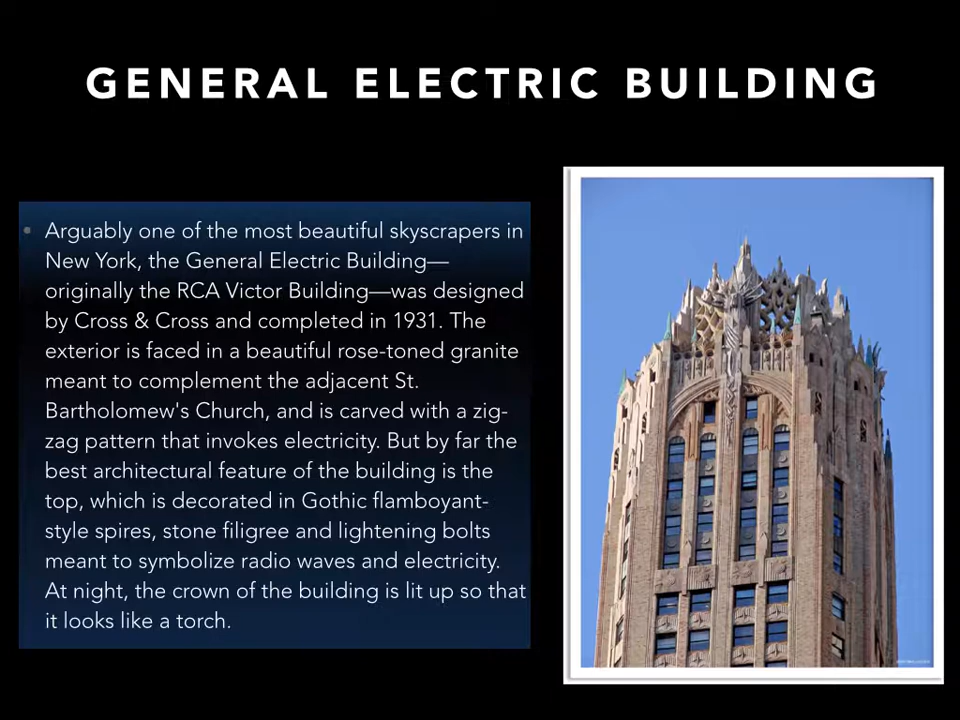 GENERAL ELECTRIC BUILDING
• Arguably one of the most beautiful skyscrapers in
New York, the General Electric Building—
originally the RCA Victor Building—was designed
by Cross & Cross and completed in 1931. The
exterior is faced in a beautiful rose-toned granite
meant to complement the adjacent St.
Bartholomew's Church, and is carved with a zig-
zag pattern that invokes electricity. But by far the
best architectural feature of the building is the
top, which is decorated in Gothic flamboyant-
style spires, stone filigree and lightening bolts
meant to symbolize radio waves and electricity.
At night, the crown of the building is lit up so that
it looks like a torch.